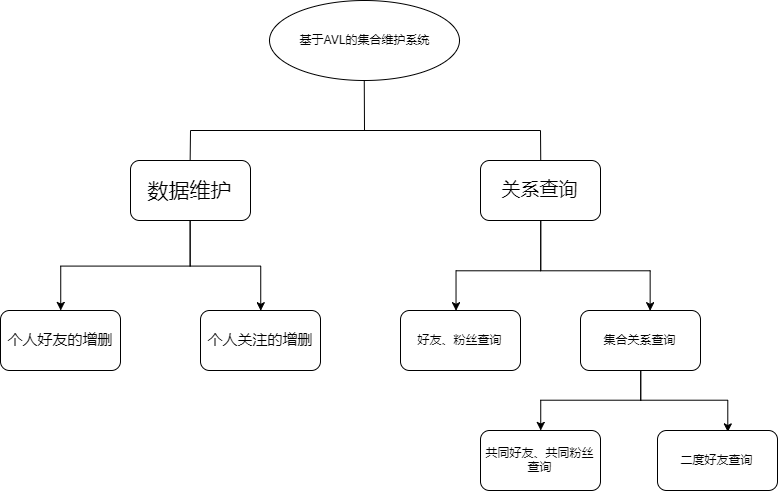 基于AVL的集合维护系统
数据维护
关系查询
个人好友的增删
个人关注的增删
好友、粉丝查询
集合关系查询
共同好友、共同粉丝
查询
二度好友查询